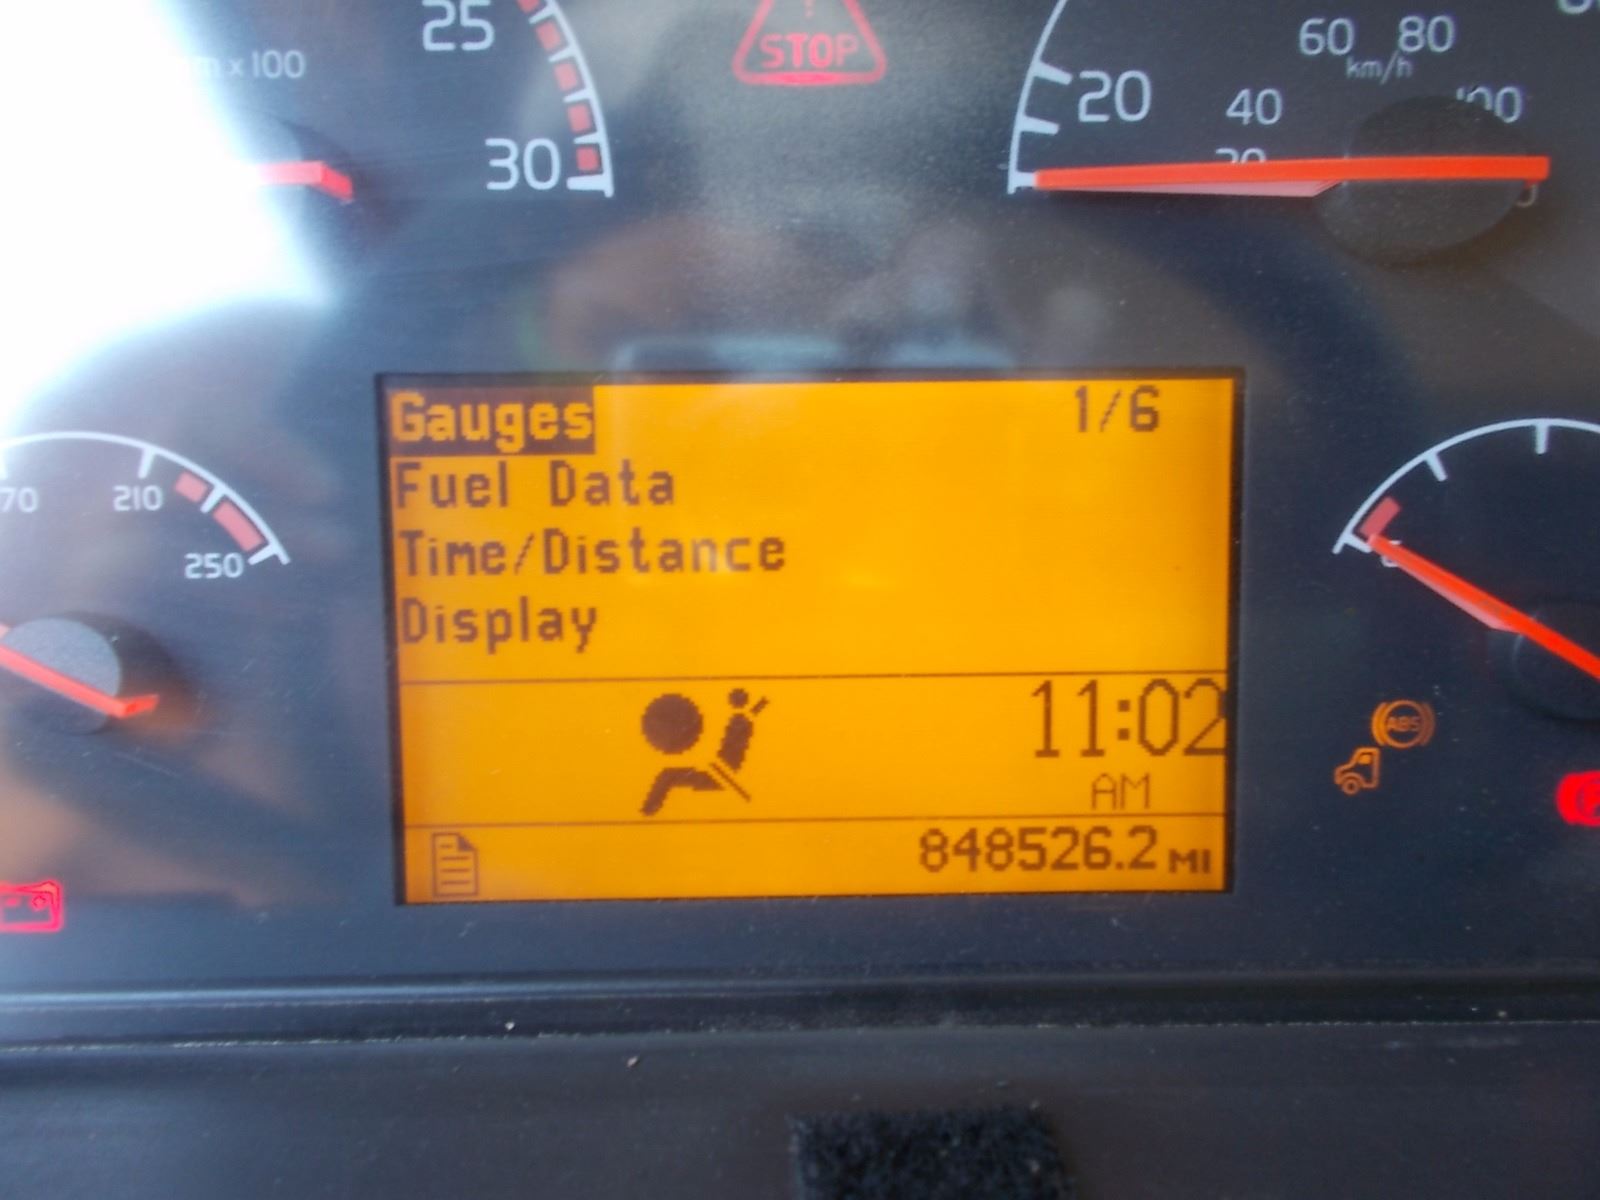 25
x 100
30
STOP
60 80
km/h
20 40
210
250
Gauges 1/6
Fuel Data
Time/Distance
Display
11:02
AM
848526.2 MI
ABS